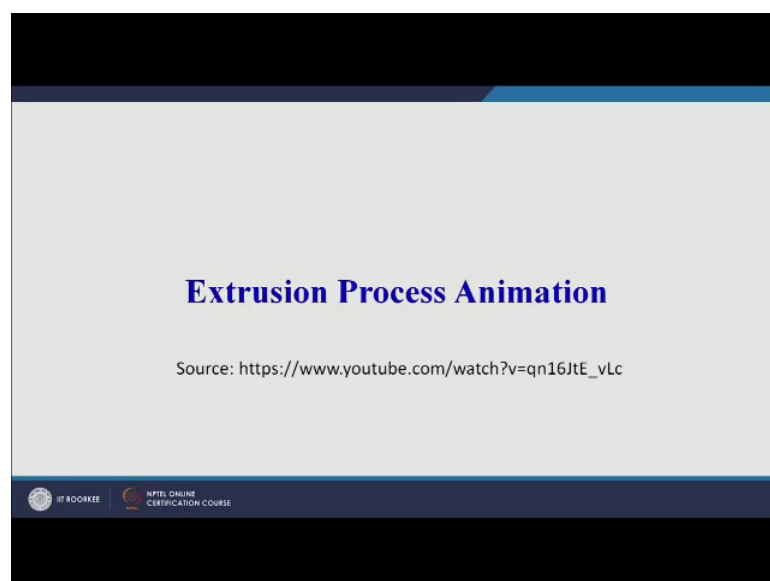 Extrusion Process Animation
Source: https://www.youtube.com/watch?v=qn16JtE_vLc
IIT ROORKEE
NPTEL ONLINE
CERTIFICATION COURSE